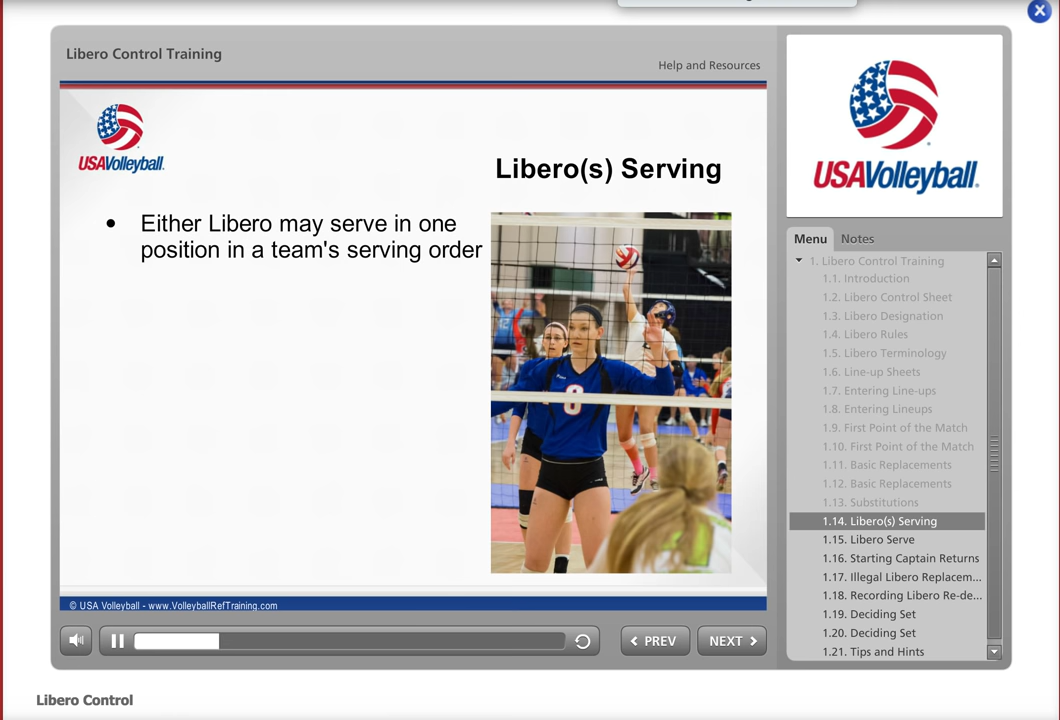 Libero Control Training
Help and Resources
USAVolleyball.
Libero(s) Serving
• Either Libero may serve in one
position in a team's serving order
8
© USA Volleyball - www.VolleyballRefTraining.com
PREV
NEXT
USAVolleyball.
Menu
Notes
1. Libero Control Training
1.1. Introduction
1.2. Libero Control Sheet
1.3. Libero Designation
1.4. Libero Rules
1.5. Libero Terminology
1.6. Line-up Sheets
1.7. Entering Line-ups
1.8. Entering Lineups
1.9. First Point of the Match
1.10. First Point of the Match
1.11. Basic Replacements
1.12. Basic Replacements
1.13. Substitutions
1.14. Libero(s) Serving
1.15. Libero Serve
1.16. Starting Captain Returns
1.17. Illegal Libero Replacem...
1.18. Recording Libero Re-de...
1.19. Deciding Set
1.20. Deciding Set
1.21. Tips and Hints
Libero Control